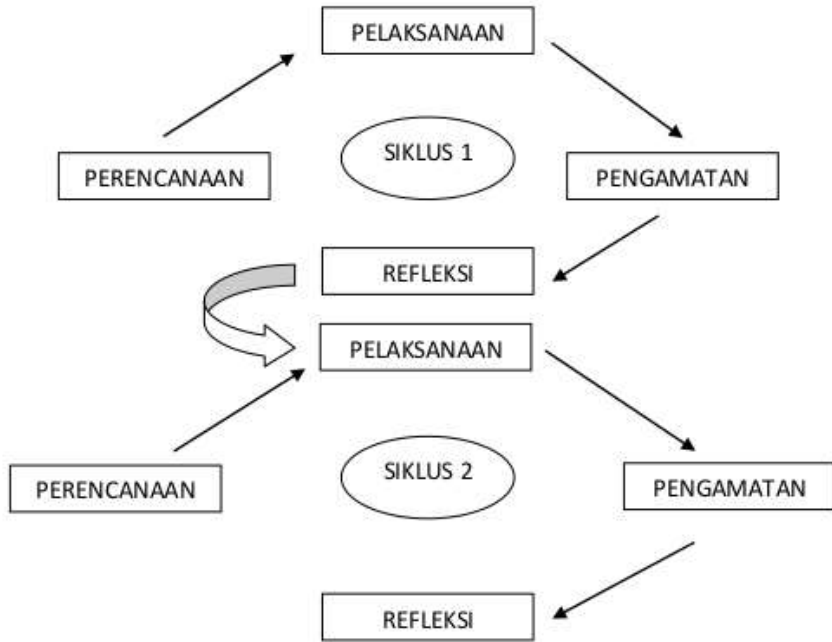 PELAKSANAAN
SIKLUS 1
PERENCANAAN
PENGAMATAN
REFLEKSI
PELAKSANAAN
SIKLUS 2
PERENCANAAN
PENGAMATAN
REFLEKSI